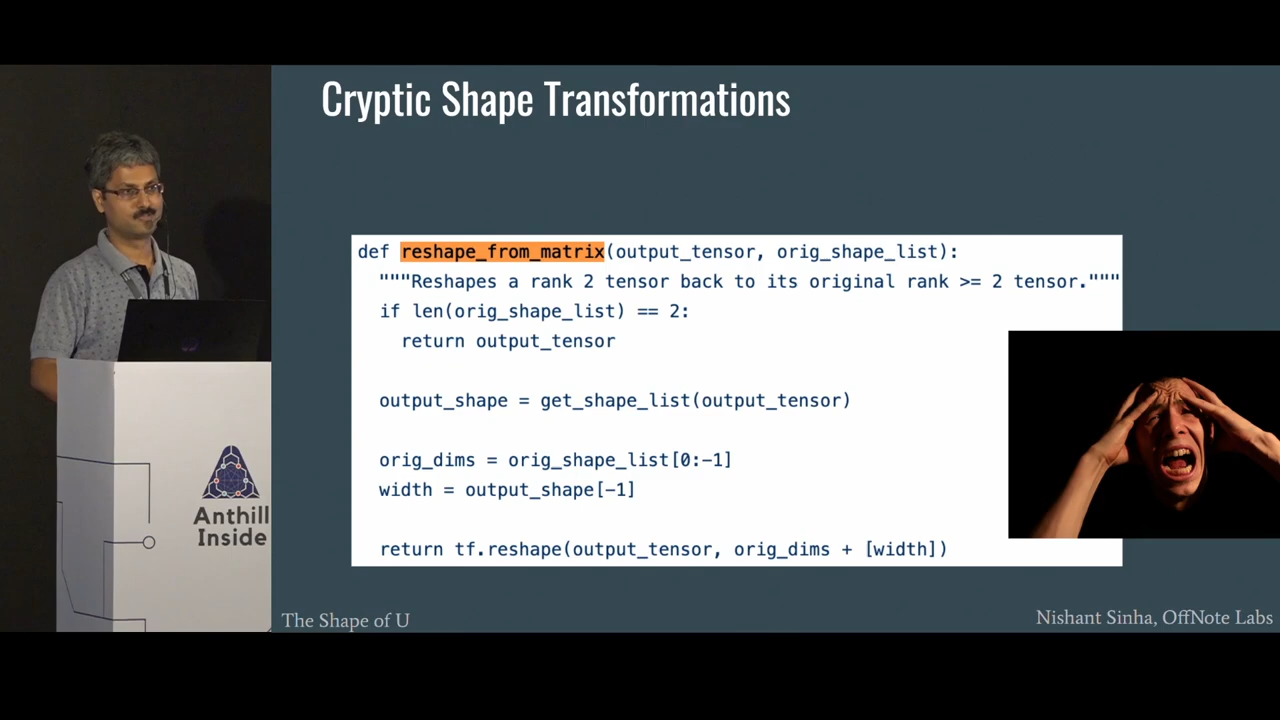 Cryptic Shape Transformations
def reshape_from_matrix(output_tensor, orig_shape_list):
"""Reshapes a rank 2 tensor back to its original rank >= 2 tensor."""
if len(orig_shape_list) == 2:
return output_tensor
output_shape = get_shape_list(output_tensor)
orig_dims = orig_shape_list[0:-1]
width = output_shape[-1]
return tf.reshape(output_tensor, orig_dims + [width])
Anthill
Inside
The Shape of U
Nishant Sinha, OffNote Labs